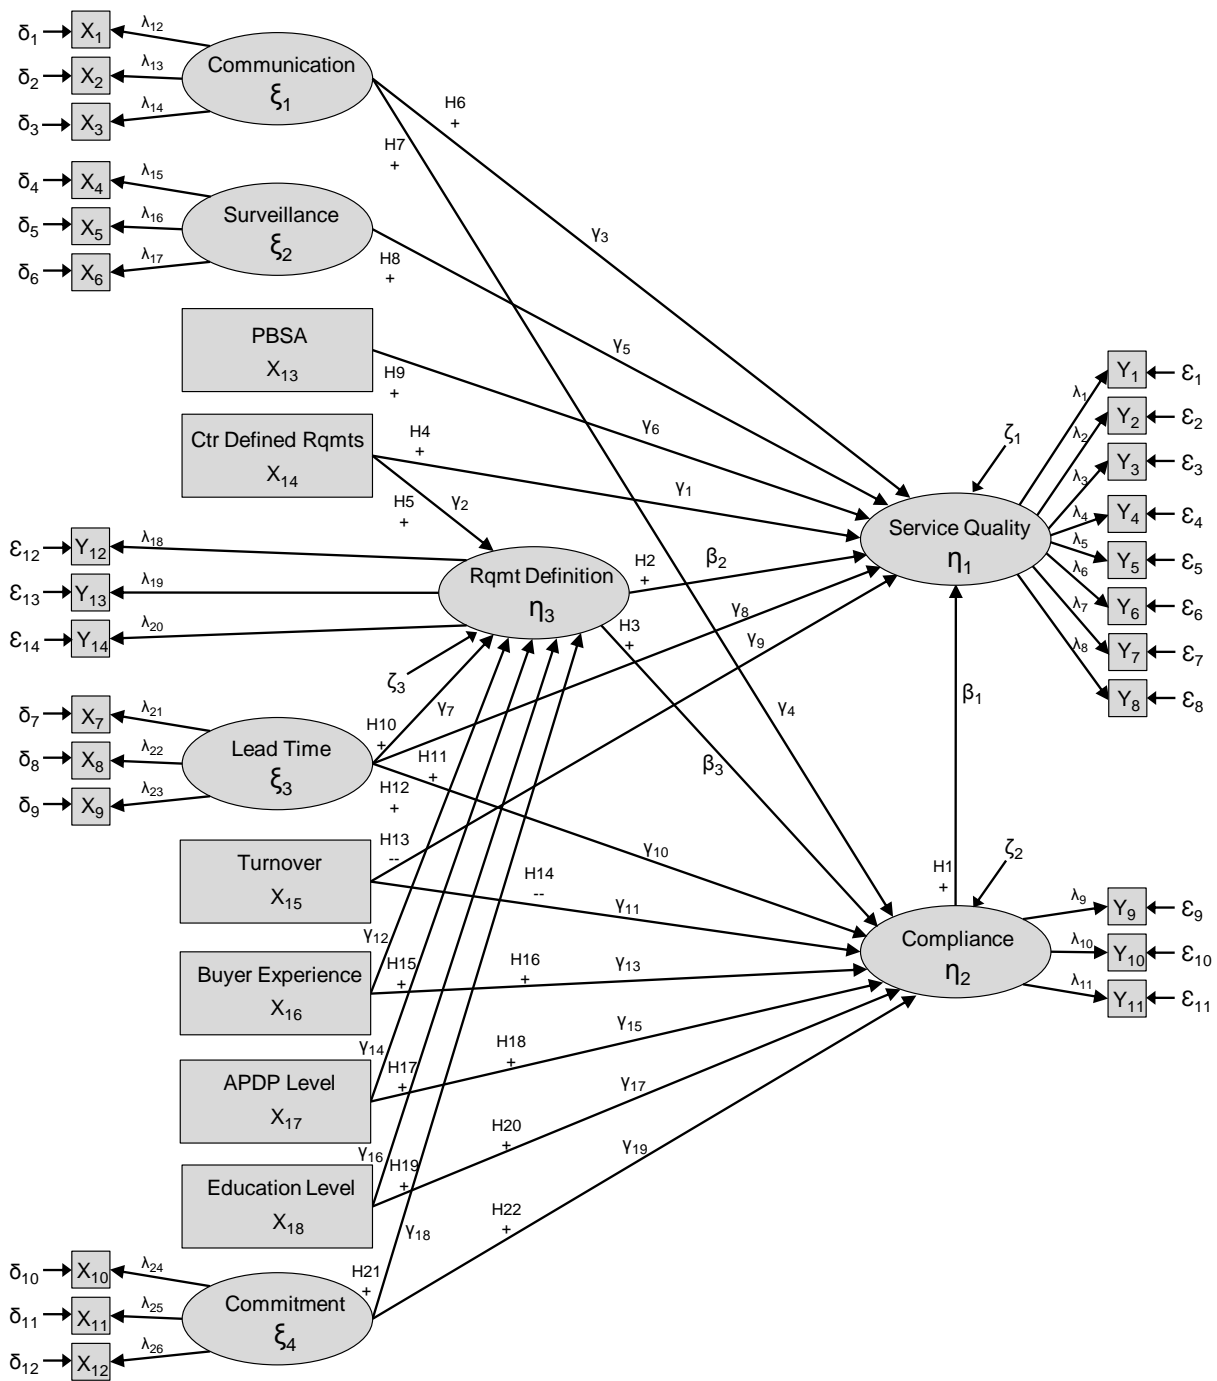 δ1 X1 λ12
δ2 X2 λ13
δ3 X3 λ14
Communication
ξ1
H6
+
H7
+
δ4 X4 λ15
δ5 X5 λ16
δ6 X6 λ17
Surveillance
ξ2
H8
+
γ3
PBSA
X13
H9
+
γ5
Ctr Defined Rqmts
X14
H4
+
H5
+
γ2
γ6
γ1
ζ1
Service Quality
η1
λ1 Y1 ε1
λ2 Y2 ε2
λ3 Y3 ε3
λ4 Y4 ε4
λ5 Y5 ε5
λ6 Y6 ε6
λ7 Y7 ε7
λ8 Y8 ε8
ε12 Y12 λ18
ε13 Y13 λ19
ε14 Y14 λ20
Rqmt Definition
η3
H2
+
β2
H3
+
γ8
γ9
ζ3
γ7
γ4
β1
β3
δ7 X7 λ21
δ8 X8 λ22
δ9 X9 λ23
Lead Time
ξ3
H10
+
H11
+
H12
+
Turnover
X15
H13
--
H14
--
γ10
γ11
H1
+
ζ2
Compliance
η2
λ9 Y9 ε9
λ10 Y10 ε10
λ11 Y11 ε11
Buyer Experience
X16
γ12
H15
+
H16
+
γ13
APDP Level
X17
γ14
H17
+
H18
+
γ15
Education Level
X18
γ16
H19
+
H20
+
γ17
δ10 X10 λ24
δ11 X11 λ25
δ12 X12 λ26
Commitment
ξ4
γ18
H21
+
H22
+
γ19